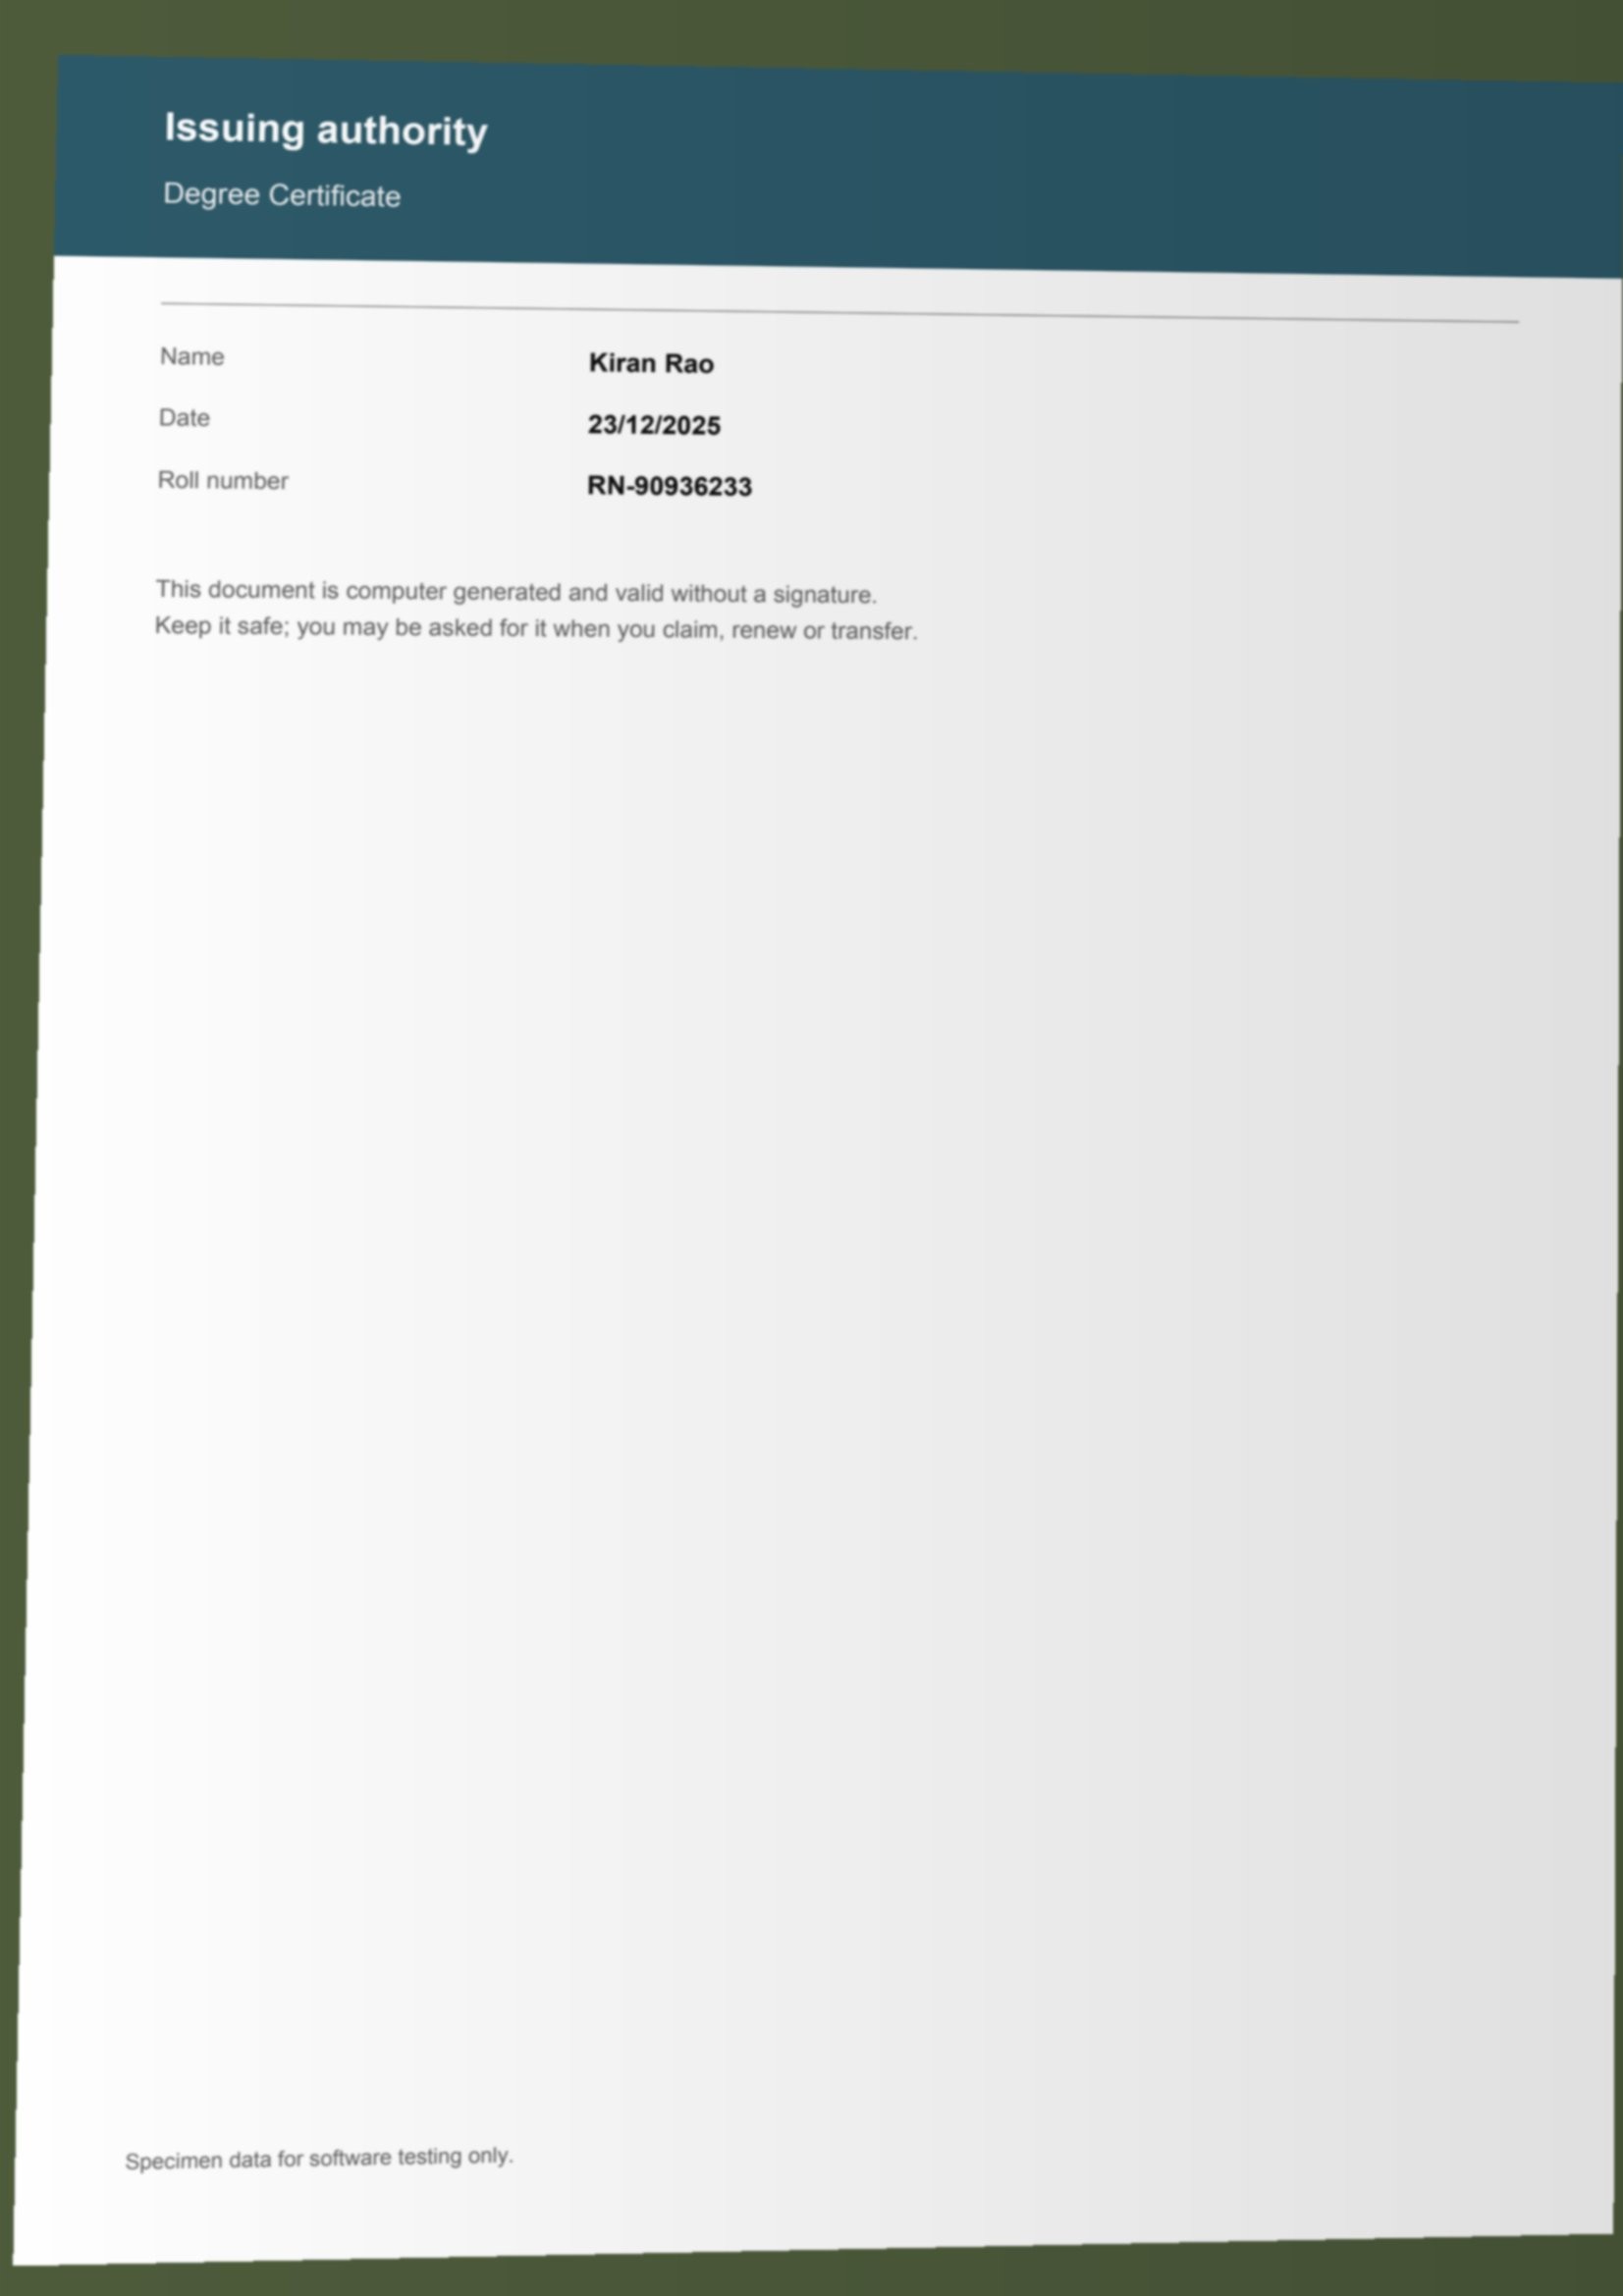 Issuing authority
Degree Certificate
Name Kiran Rao
Date 23/12/2025
Roll number RN-90936233
This document is computer generated and valid without a signature.
Keep it safe; you may be asked for it when you claim, renew or transfer.
Specimen data for software testing only.